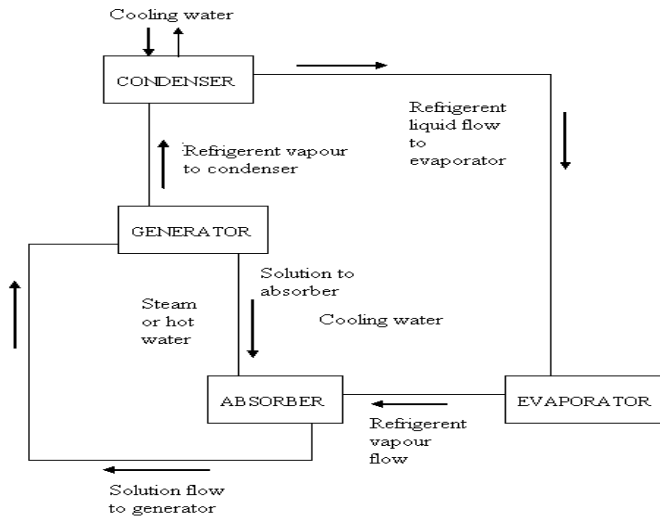 Cooling water
CONDENSER
Refrigerent
liquid flow
to
evaporator
Refrigerent vapour
to condenser
GENERATOR
Solution to
absorber
Steam
or hot
water
Cooling water
ABSORBER
EVAPORATOR
Refrigerent
vapour
flow
Solution flow
to generator